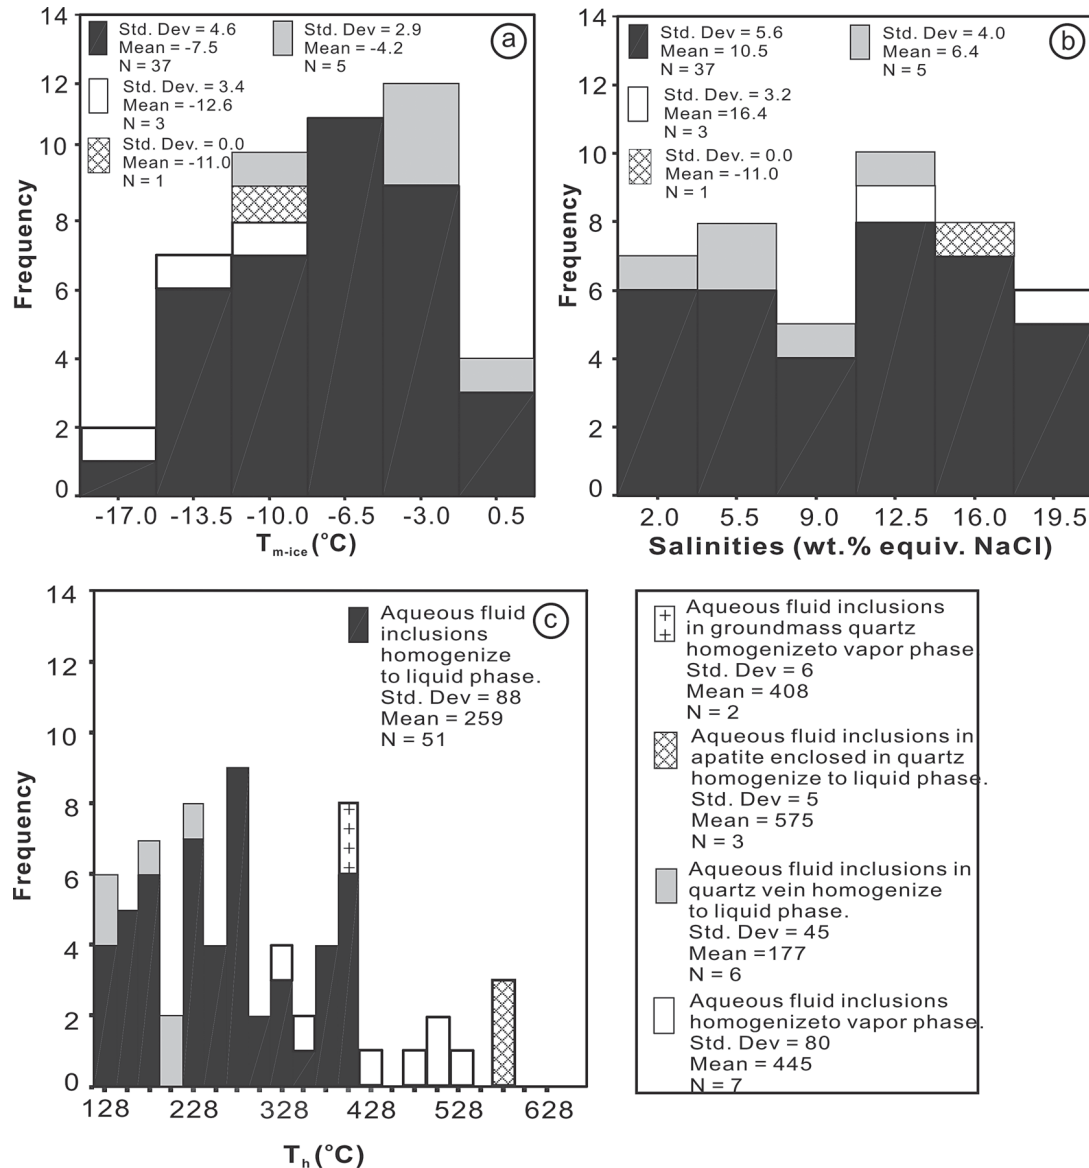 a
Std. Dev = 4.6
Mean = -7.5
N = 37
Std. Dev = 2.9
Mean = -4.2
N = 5
Std. Dev. = 3.4
Mean = -12.6
N = 3
Std. Dev. = 0.0
Mean = -11.0
N = 1
14
12
10
8
6
4
2
0
Frequency
-17.0 -13.5 -10.0 -6.5 -3.0 0.5
Tm-ice (°C)
b
Std. Dev = 5.6
Mean = 10.5
N = 37
Std. Dev = 4.0
Mean = 6.4
N = 5
Std. Dev. = 3.2
Mean =16.4
N = 3
Std. Dev. = 0.0
Mean = -11.0
N = 1
14
12
10
8
6
4
2
0
Frequency
2.0 5.5 9.0 12.5 16.0 19.5
Salinities (wt.% equiv. NaCl)
c
Aqueous fluid
inclusions
homogenize
to liquid phase.
Std. Dev = 88
Mean = 259
N = 51
14
12
10
8
6
4
2
0
Frequency
128 228 328 428 528 628
Th (°C)
Aqueous fluid inclusions
in groundmass quartz
homogenizeto vapor phase
Std. Dev = 6
Mean = 408
N = 2
Aqueous fluid inclusions in
apatite enclosed in quartz
homogenize to liquid phase.
Std. Dev = 5
Mean = 575
N = 3
Aqueous fluid inclusions in
quartz vein homogenize
to liquid phase.
Std. Dev = 45
Mean =177
N = 6
Aqueous fluid inclusions
homogenizeto vapor phase.
Std. Dev = 80
Mean = 445
N = 7